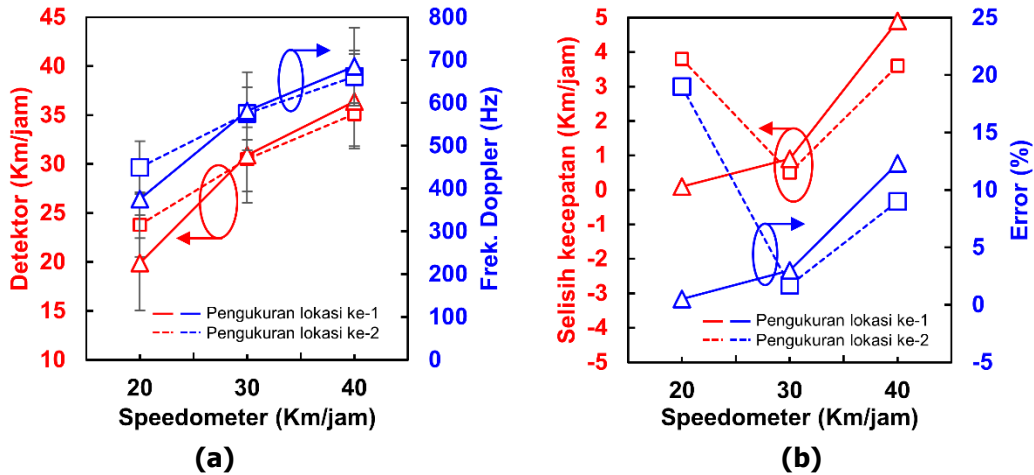 Detektor (Km/jam)
45
40
35
30
25
20
15
10
800
700
600
500
400
300
200
100
0
Frek. Doppler (Hz)
Pengukuran lokasi ke-1
Pengukuran lokasi ke-2
20 30 40
Speedometer (Km/jam)
(a)
Selisih kecepatan (Km/jam)
5
4
3
2
1
0
-1
-2
-3
-4
-5
25
20
15
10
5
0
-5
Error (%)
Pengukuran lokasi ke-1
Pengukuran lokasi ke-2
20 30 40
Speedometer (Km/jam)
(b)